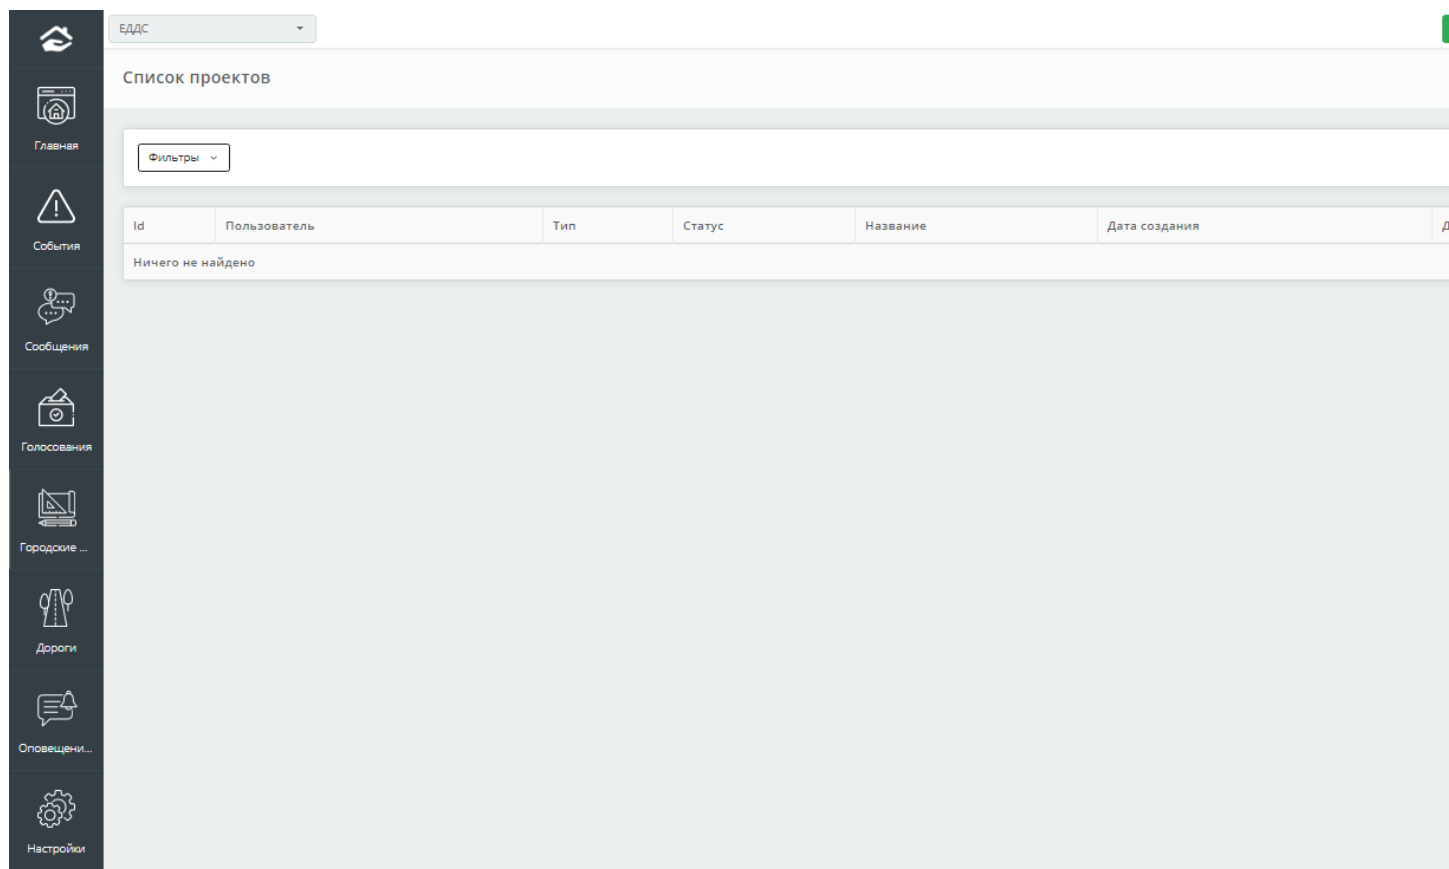 ЕДДС
Список проектов
Главная
Фильтры
События
Id Пользователь Тип Статус Название Дата создания Д
Ничего не найдено
Сообщения
Голосования
Городские ...
Дороги
Оповещени...
Настройки